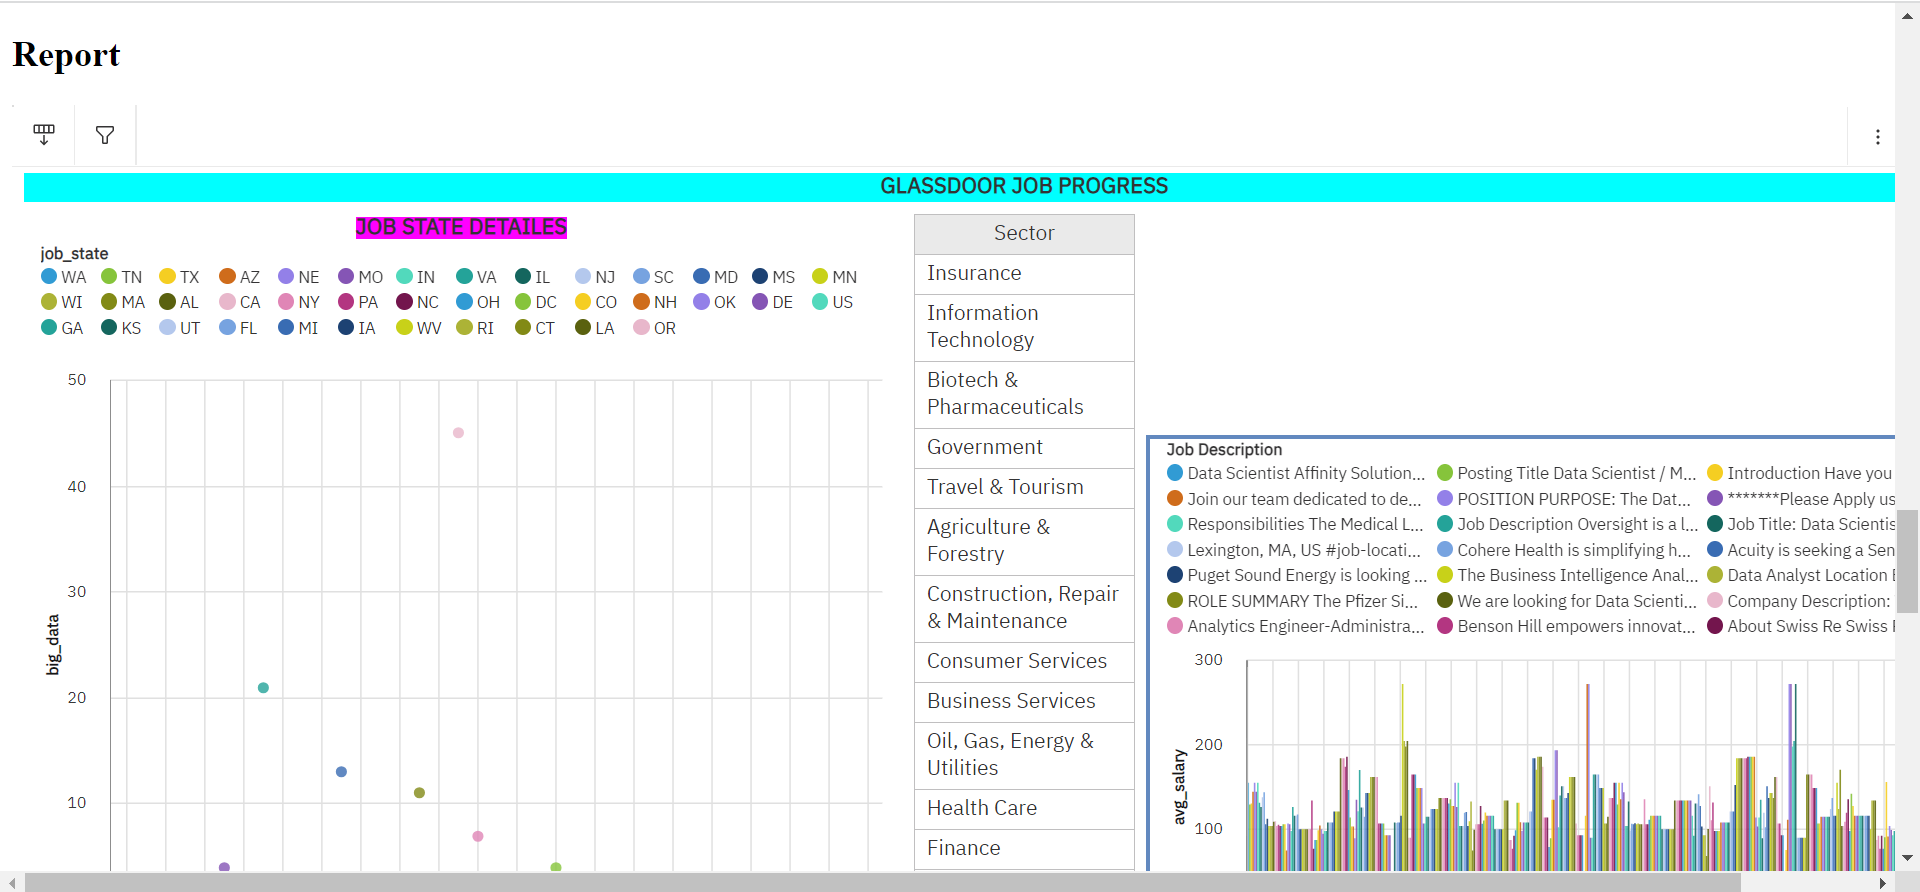 Report
GLASSDOOR JOB PROGRESS
JOB STATE DETAILES
job_state
WA TN TX AZ NE MO IN VA IL NJ SC MD MS MN
WI MA AL CA NY PA NC OH DC CO NH OK DE US
GA KS UT FL MI IA WV RI CT LA OR
50
40
30
20
10
big_data
Sector
Insurance
Information
Technology
Biotech &
Pharmaceuticals
Government
Travel & Tourism
Agriculture &
Forestry
Construction, Repair
& Maintenance
Consumer Services
Business Services
Oil, Gas, Energy &
Utilities
Health Care
Finance
Job Description
Data Scientist Affinity Solution... Posting Title Data Scientist / M... Introduction Have you
Join our team dedicated to de... POSITION PURPOSE: The Dat... *******Please Apply us
Responsibilities The Medical L... Job Description Oversight is a l... Job Title: Data Scientis
Lexington, MA, US #job-locati... Cohere Health is simplifying h... Acuity is seeking a Sen
Puget Sound Energy is looking ... The Business Intelligence Anal... Data Analyst Location
ROLE SUMMARY The Pfizer Si... We are looking for Data Scienti... Company Description:
Analytics Engineer-Administra... Benson Hill empowers innovat... About Swiss Re Swiss
300
200
100
avg_salary